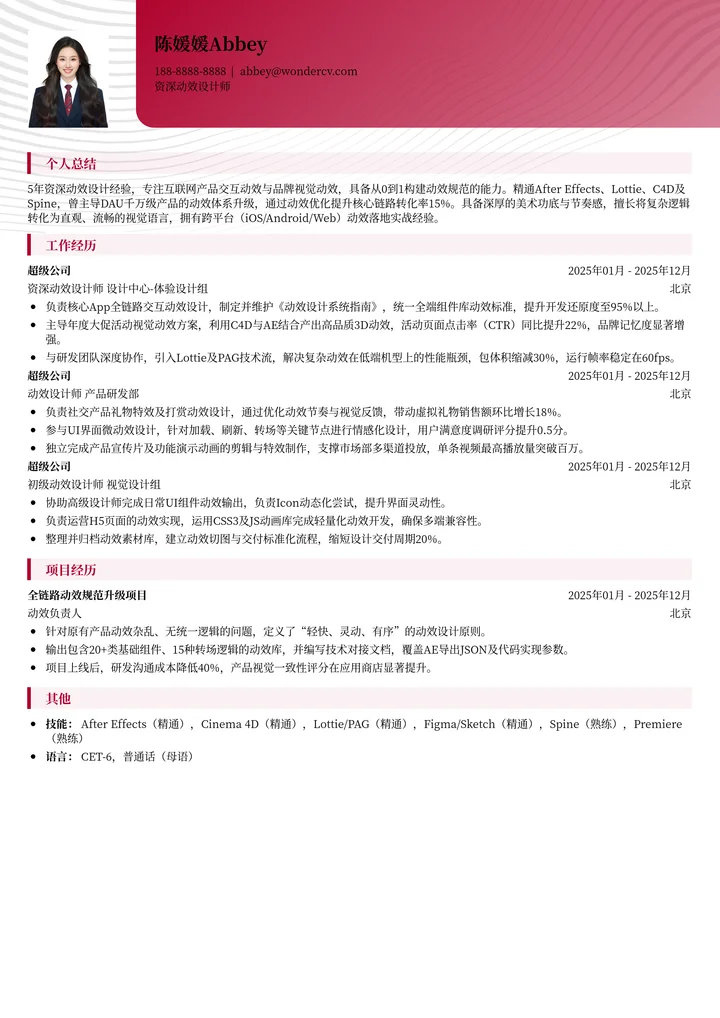 陈媛媛Abbey
188-8888-8888 | abbey@wondercv.com
资深动效设计师
个人总结
5年资深动效设计经验，专注互联网产品交互动效与品牌视觉动效，具备从0到1构建动效规范的能力。精通After Effects、Lottie、C4D及
Spine，曾主导DAU千万级产品的动效体系升级，通过动效优化提升核心链路转化率15%。具备深厚的美术功底与节奏感，擅长将复杂逻辑
转化为直观、流畅的视觉语言，拥有跨平台（iOS/Android/Web）动效落地实战经验。
工作经历
超级公司 2025年01月 - 2025年12月
资深动效设计师 设计中心-体验设计组 北京
• 负责核心App全链路交互动效设计，制定并维护《动效设计系统指南》，统一全端组件库动效标准，提升开发还原度至95%以上。
• 主导年度大促活动视觉动效方案，利用C4D与AE结合产出高品质3D动效，活动页面点击率（CTR）同比提升22%，品牌记忆度显著增
强。
• 与研发团队深度协作，引入Lottie及PAG技术流，解决复杂动效在低端机型上的性能瓶颈，包体积缩减30%，运行帧率稳定在60fps。
超级公司 2025年01月 - 2025年12月
动效设计师 产品研发部 北京
• 负责社交产品礼物特效及打赏动效设计，通过优化动效节奏与视觉反馈，带动虚拟礼物销售额环比增长18%。
• 参与UI界面微动效设计，针对加载、刷新、转场等关键节点进行情感化设计，用户满意度调研评分提升0.5分。
• 独立完成产品宣传片及功能演示动画的剪辑与特效制作，支撑市场部多渠道投放，单条视频最高播放量突破百万。
超级公司 2025年01月 - 2025年12月
初级动效设计师 视觉设计组 北京
• 协助高级设计师完成日常UI组件动效输出，负责Icon动态化尝试，提升界面灵动性。
• 负责运营H5页面的动效实现，运用CSS3及JS动画库完成轻量化动效开发，确保多端兼容性。
• 整理并归档动效素材库，建立动效切图与交付标准化流程，缩短设计交付周期20%。
项目经历
全链路动效规范升级项目 2025年01月 - 2025年12月
动效负责人 北京
• 针对原有产品动效杂乱、无统一逻辑的问题，定义了“轻快、灵动、有序”的动效设计原则。
• 输出包含20+类基础组件、15种转场逻辑的动效库，并编写技术对接文档，覆盖AE导出JSON及代码实现参数。
• 项目上线后，研发沟通成本降低40%，产品视觉一致性评分在应用商店显著提升。
其他
• 技能： After Effects（精通）, Cinema 4D（精通）, Lottie/PAG（精通）, Figma/Sketch（精通）, Spine（熟练）, Premiere
（熟练）
• 语言： CET-6，普通话（母语）